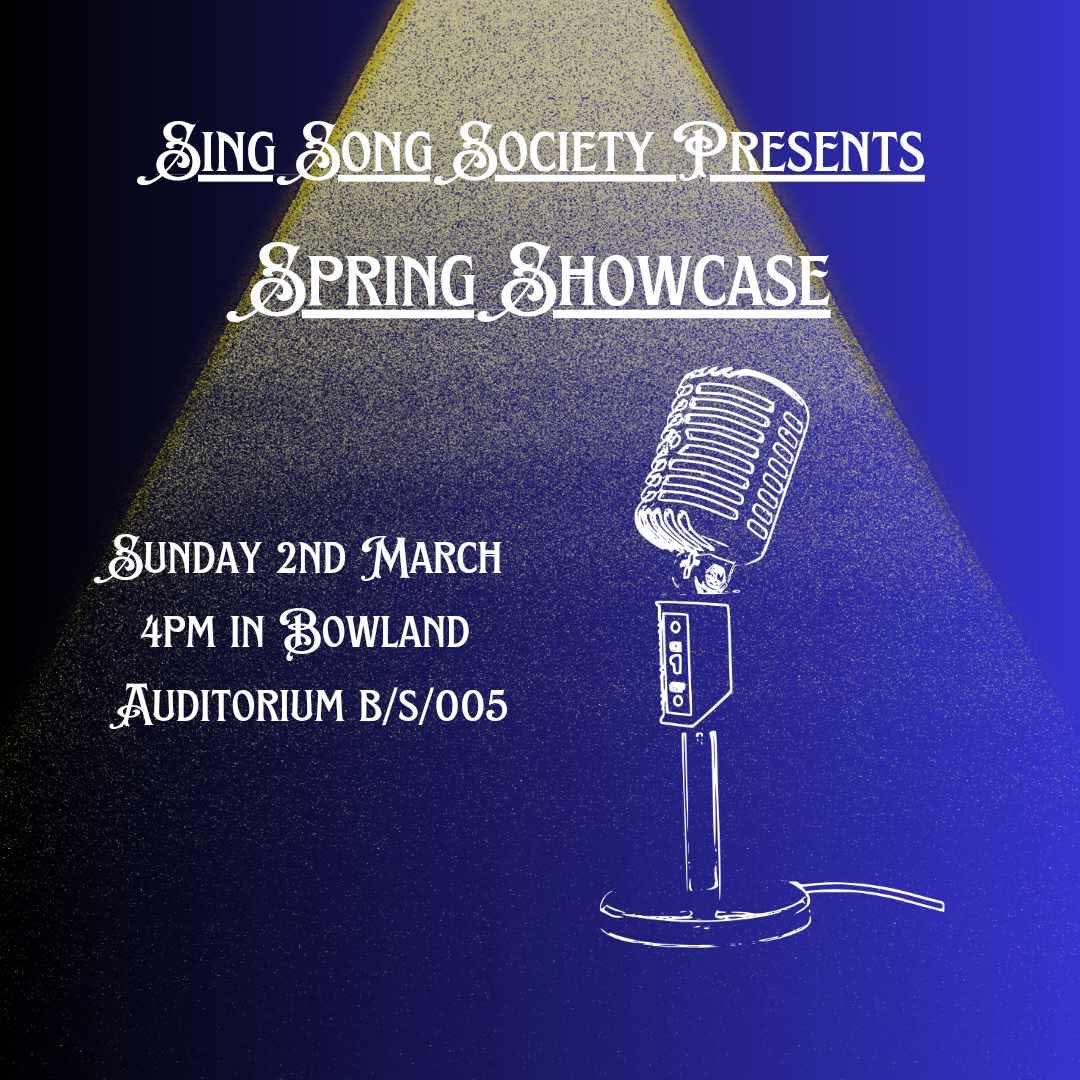 Sing Song Society Presents
Spring Showcase
Sunday 2nd March
4pm in Bowland
Auditorium B/S/005